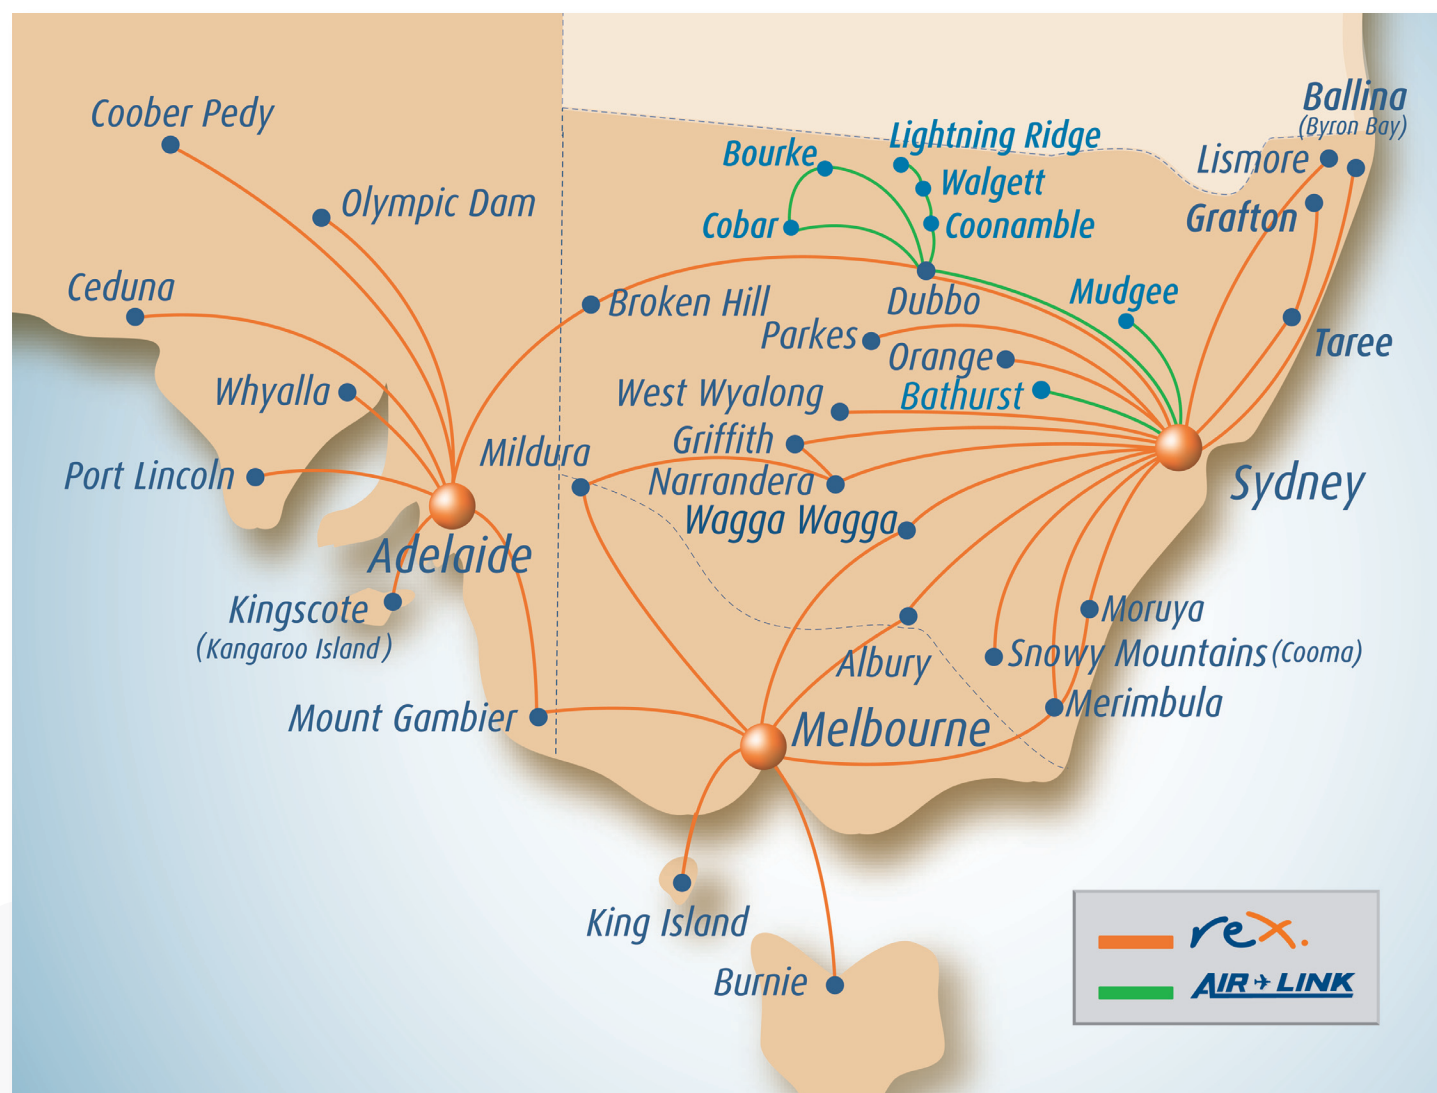 Ballina
(Byron Bay)
Coober Pedy
Lightning Ridge
Bourke
Lismore
Walgett
Olympic Dam
Grafton
Cobar
Coonamble
Ceduna
Mudgee
Broken Hill
Dubbo
Parkes
Taree
Orange
Whyalla
West Wyalong
Bathurst
Griffith
Mildura
Port Lincoln
Narrandera
Sydney
Wagga Wagga
Adelaide
Kingscote
(Kangaroo Island)
Moruya
Snowy Mountains (Cooma)
Albury
Merimbula
Mount Gambier
Melbourne
King Island
rex.
Burnie
AIR LINK